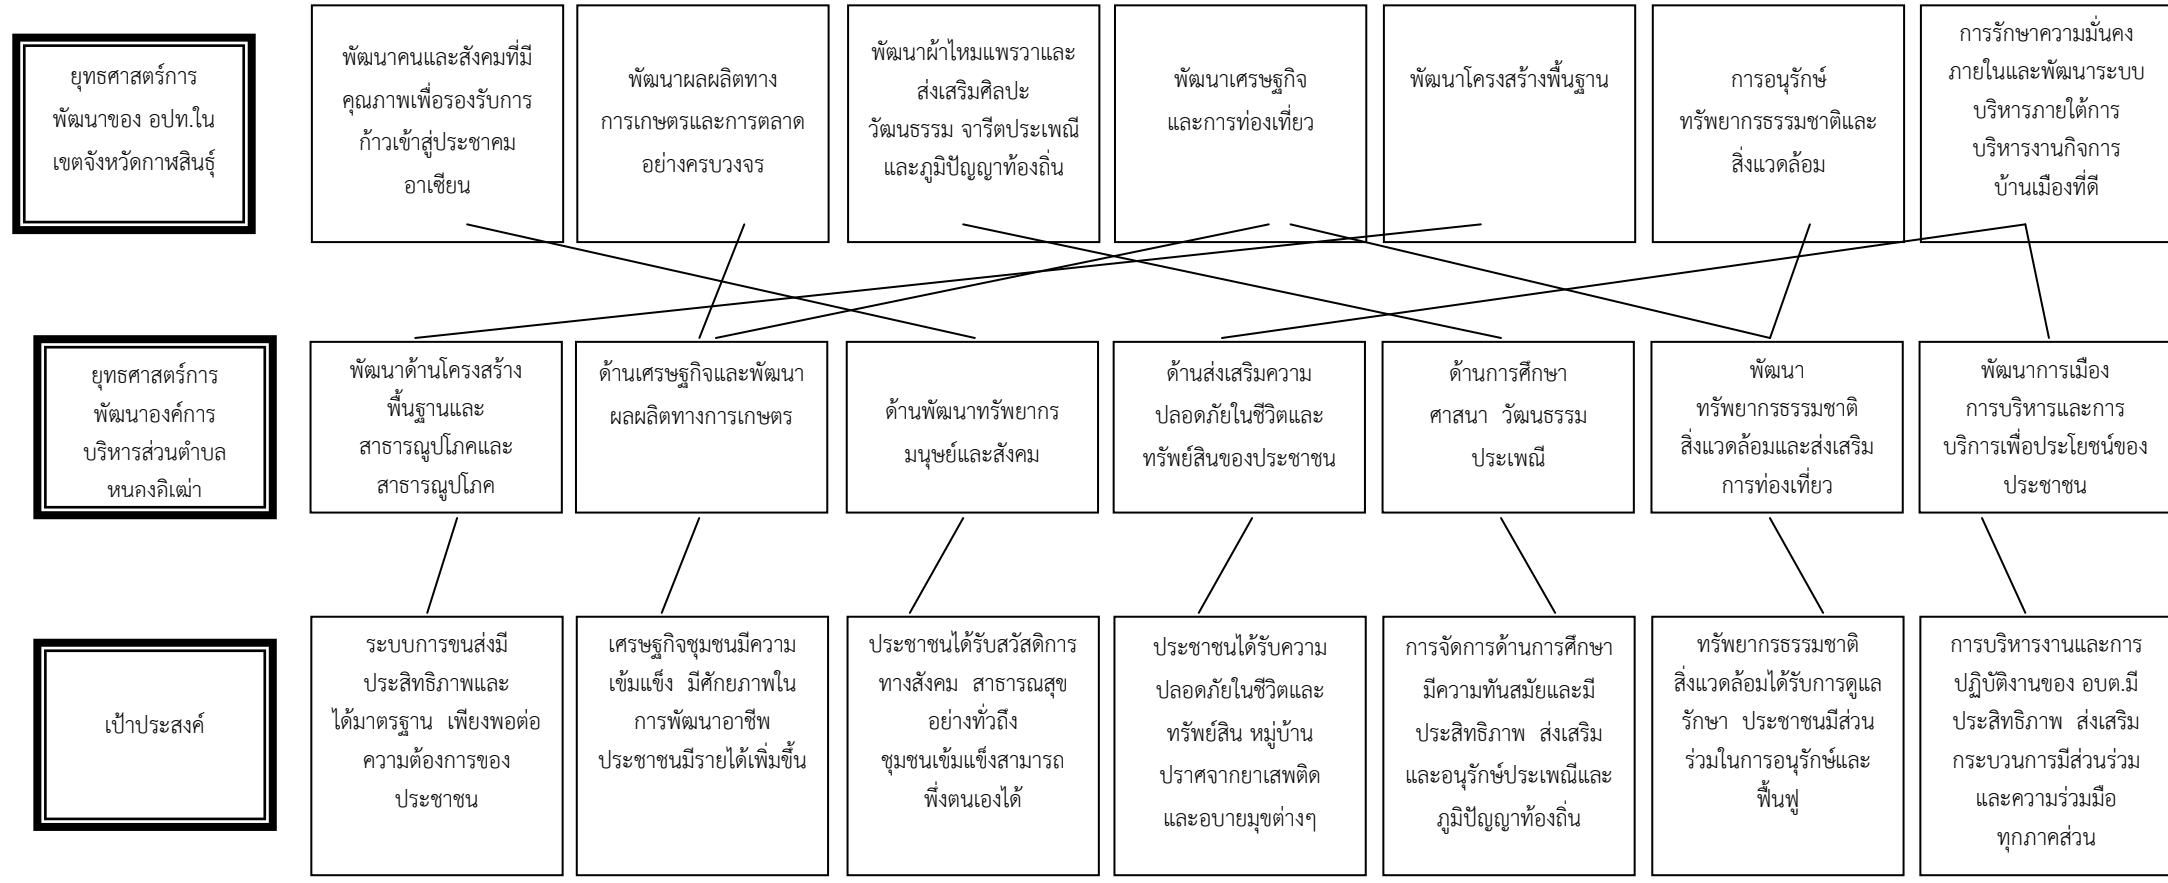 ยุทธศาสตร์การ
พัฒนาของ อปท.ใน
เขตจังหวัดกาฬสินธุ์
พัฒนาคนและสังคมที่มี
คุณภาพเพื่อรองรับการ
ก้าวเข้าสู่ประชาคม
อาเซียน
พัฒนาผลผลิตทาง
การเกษตรและการตลาด
อย่างครบวงจร
พัฒนาผ้าไหมแพรวาและ
ส่งเสริมศิลปะ
วัฒนธรรม จารีตประเพณี
และภูมิปัญญาท้องถิ่น
พัฒนาเศรษฐกิจ
และการท่องเที่ยว
พัฒนาโครงสร้างพื้นฐาน
การอนุรักษ์
ทรัพยากรธรรมชาติและ
สิ่งแวดล้อม
การรักษาความมั่นคง
ภายในและพัฒนาระบบ
บริหารภายใต้การ
บริหารงานกิจการ
บ้านเมืองที่ดี
ยุทธศาสตร์การ
พัฒนาองค์การ
บริหารส่วนตำบล
หนองอิเฒ่า
พัฒนาด้านโครงสร้าง
พื้นฐานและ
สาธารณูปโภคและ
สาธารณูปโภค
ด้านเศรษฐกิจและพัฒนา
ผลผลิตทางการเกษตร
ด้านพัฒนาทรัพยากร
มนุษย์และสังคม
ด้านส่งเสริมความ
ปลอดภัยในชีวิตและ
ทรัพย์สินของประชาชน
ด้านการศึกษา
ศาสนา วัฒนธรรม
ประเพณี
พัฒนา
ทรัพยากรธรรมชาติ
สิ่งแวดล้อมและส่งเสริม
การท่องเที่ยว
พัฒนาการเมือง
การบริหารและการ
บริการเพื่อประโยชน์ของ
ประชาชน
เป้าประสงค์
ระบบการขนส่งมี
ประสิทธิภาพและ
ได้มาตรฐาน เพียงพอต่อ
ความต้องการของ
ประชาชน
เศรษฐกิจชุมชนมีความ
เข้มแข็ง มีศักยภาพใน
การพัฒนาอาชีพ
ประชาชนมีรายได้เพิ่มขึ้น
ประชาชนได้รับสวัสดิการ
ทางสังคม สาธารณสุข
อย่างทั่วถึง
ชุมชนเข้มแข็งสามารถ
พึ่งตนเองได้
ประชาชนได้รับความ
ปลอดภัยในชีวิตและ
ทรัพย์สิน หมู่บ้าน
ปราศจากยาเสพติด
และอบายมุขต่างๆ
การจัดการด้านการศึกษา
มีความทันสมัยและมี
ประสิทธิภาพ ส่งเสริม
และอนุรักษ์ประเพณีและ
ภูมิปัญญาท้องถิ่น
ทรัพยากรธรรมชาติ
สิ่งแวดล้อมได้รับการดูแล
รักษา ประชาชนมีส่วน
ร่วมในการอนุรักษ์และ
ฟื้นฟู
การบริหารงานและการ
ปฏิบัติงานของ อบต.มี
ประสิทธิภาพ ส่งเสริม
กระบวนการมีส่วนร่วม
และความร่วมมือ
ทุกภาคส่วน